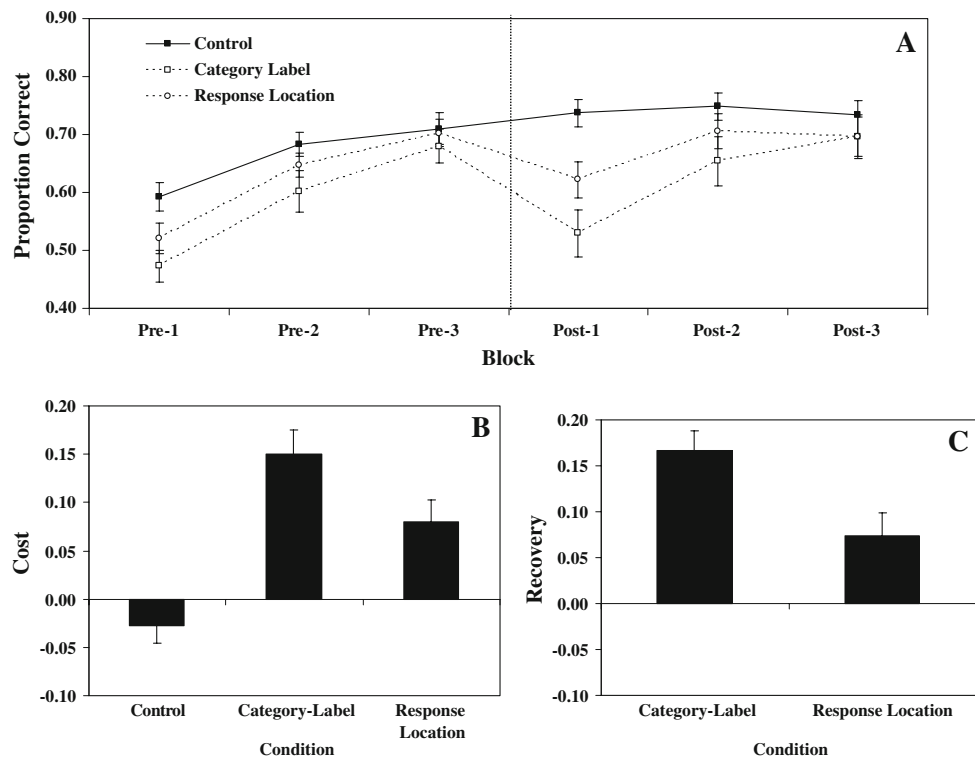 A
Control
Category Label
Response Location
Proportion Correct
0.90
0.80
0.70
0.60
0.50
0.40
Pre-1 Pre-2 Pre-3 Post-1 Post-2 Post-3
Block
B
Cost
0.20
0.15
0.10
0.05
0.00
-0.05
-0.10
Control Category-Label Response
Location
Condition
C
Recovery
0.20
0.15
0.10
0.05
0.00
-0.05
-0.10
Category-Label Response Location
Condition